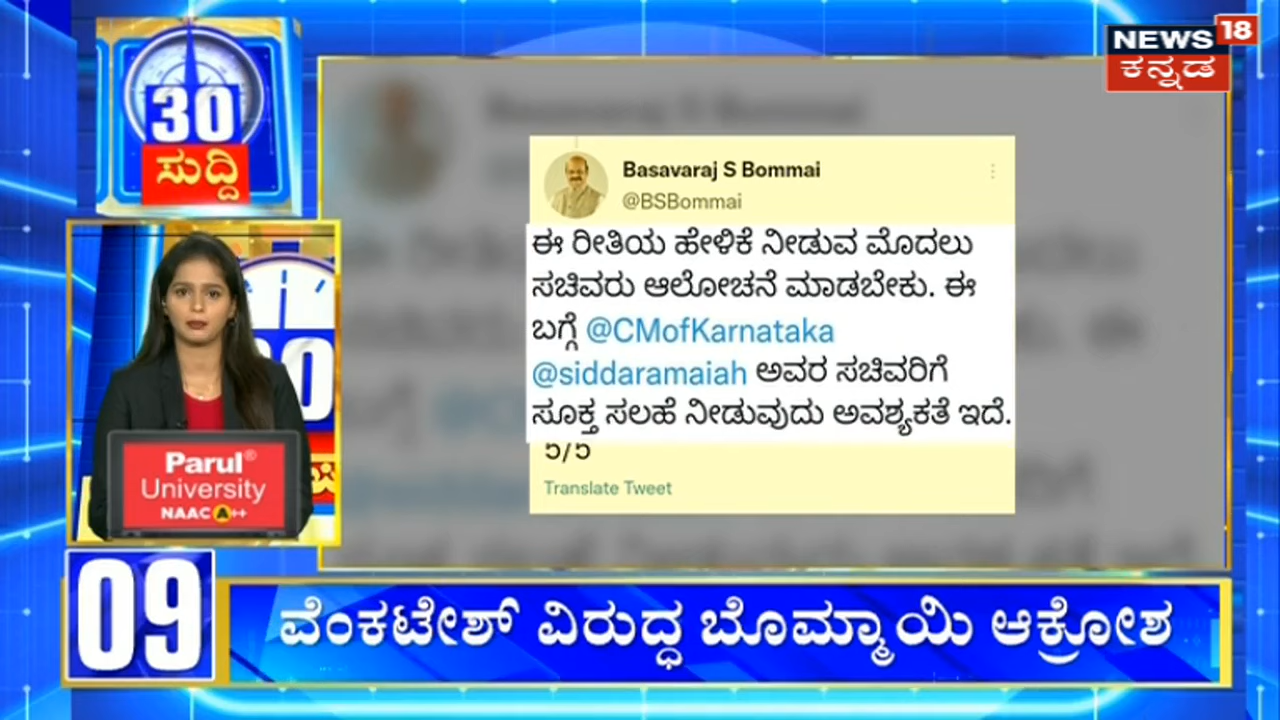 NEWS 18
ಕನ್ನಡ
30
ಸುದ್ದಿ
Basavaraj S Bommai
@BSBommai
ಈ ರೀತಿಯ ಹೇಳಿಕೆ ನೀಡುವ ಮೊದಲು
ಸಚಿವರು ಆಲೋಚನೆ ಮಾಡಬೇಕು. ಈ
ಬಗ್ಗೆ @CMofKarnataka
@siddaramaiah ಅವರ ಸಚಿವರಿಗೆ
ಸೂಕ್ತ ಸಲಹೆ ನೀಡುವುದು ಅವಶ್ಯಕತೆ ಇದೆ.
5/5
Translate Tweet
Parul®
University
NAAC A++
09
ವೆಂಕಟೇಶ್ ವಿರುದ್ಧ ಬೊಮ್ಮಾಯಿ ಆಕ್ರೋಶ